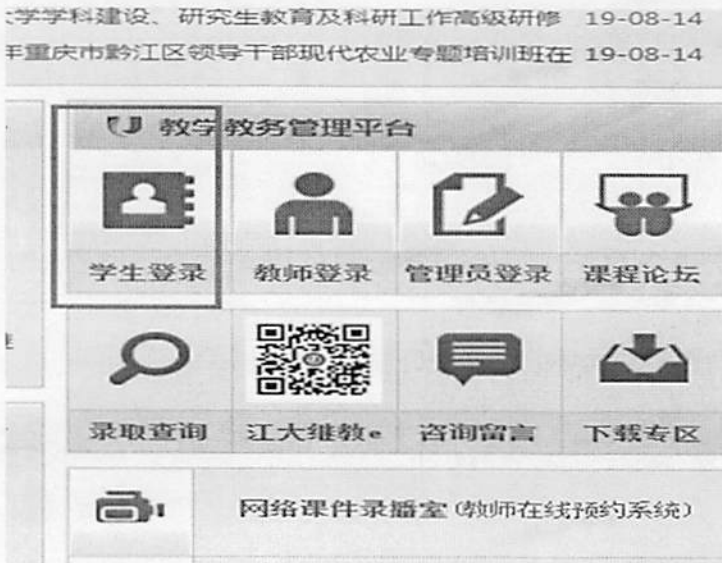 大学学科建设、研究生教育及科研工作高级研修 19-08-14
年重庆市黔江区领导干部现代农业专题培训班在 19-08-14
教学教务管理平台
学生登录 教师登录 管理员登录 课程论坛
录取查询 江大继教e 咨询留言 下载专区
网络课件录播室(教师在线预约系统)